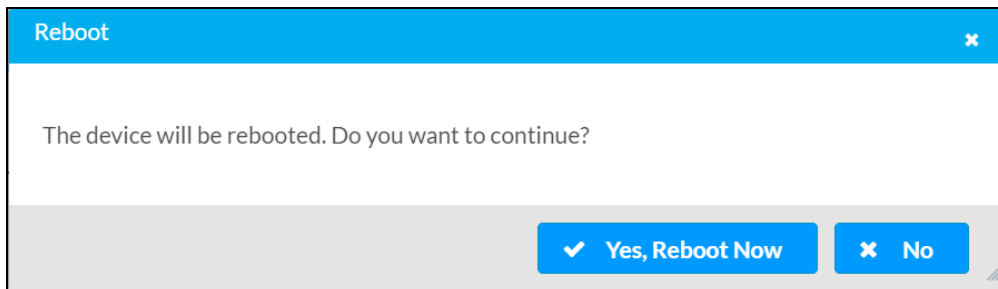 Reboot
The device will be rebooted. Do you want to continue?
Yes, Reboot Now
No